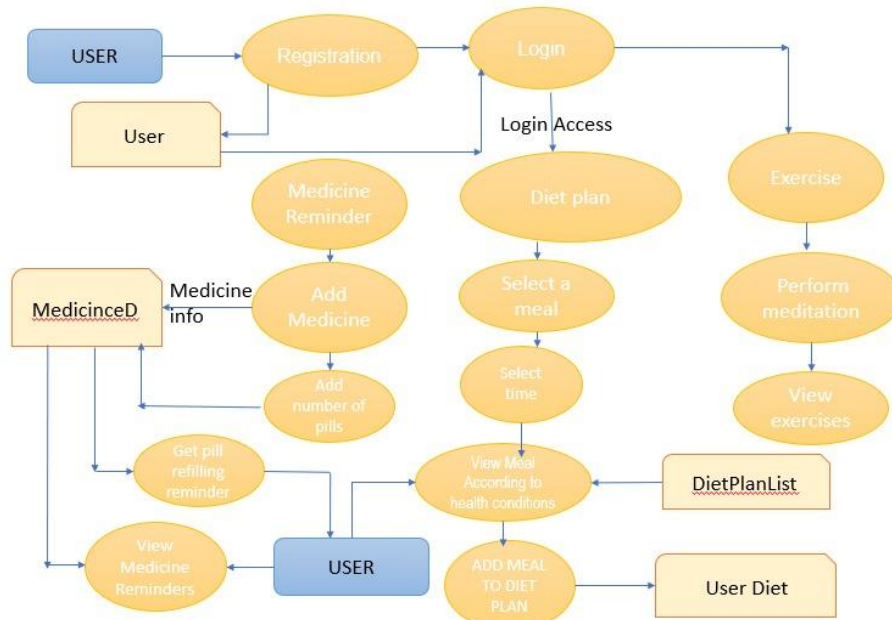 USER
Registration
Login
User
Login Access
Medicine
Reminder
Diet plan
Exercise
MedicinceD
Medicine
info
Add
Medicine
Select a
meal
Perform
meditation
Select
time
Add
number of
pills
View
exercises
Get pill
refilling
reminder
View Meal
According to
health conditions
DietPlanList
View
Medicine
Reminders
USER
ADD MEAL
TO DIET
PLAN
User Diet